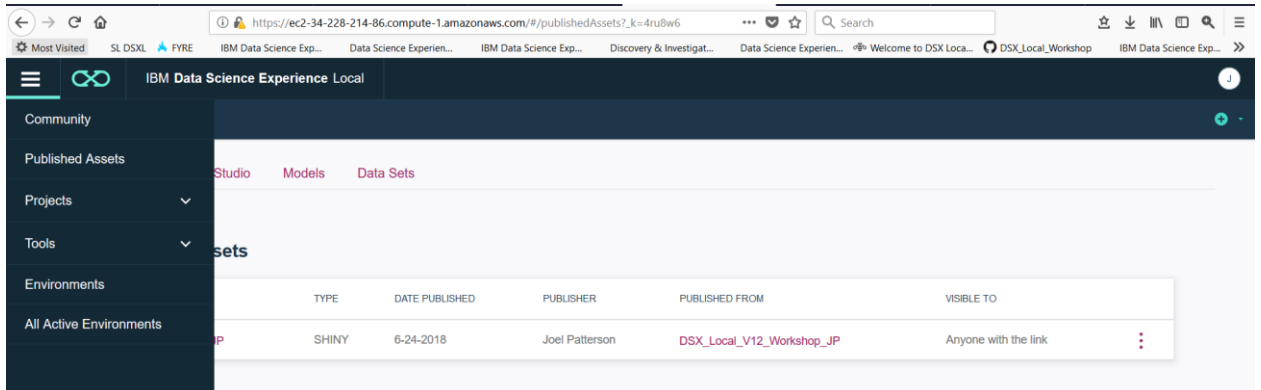 https://ec2-34-228-214-86.compute-1.amazonaws.com/#/publishedAssets?_k=4ru8w6
Search
Most Visited SL DSXL FYRE IBM Data Science Exp... Data Science Experien... IBM Data Science Exp... Discovery & Investigat... Data Science Experien... Welcome to DSX Loca... DSX_Local_Workshop IBM Data Science Exp...
IBM Data Science Experience Local J
Community
Published Assets
Studio Models Data Sets
Projects
Tools
sets
Environments
TYPE DATE PUBLISHED PUBLISHER PUBLISHED FROM VISIBLE TO
All Active Environments
JP SHINY 6-24-2018 Joel Patterson DSX_Local_V12_Workshop_JP Anyone with the link